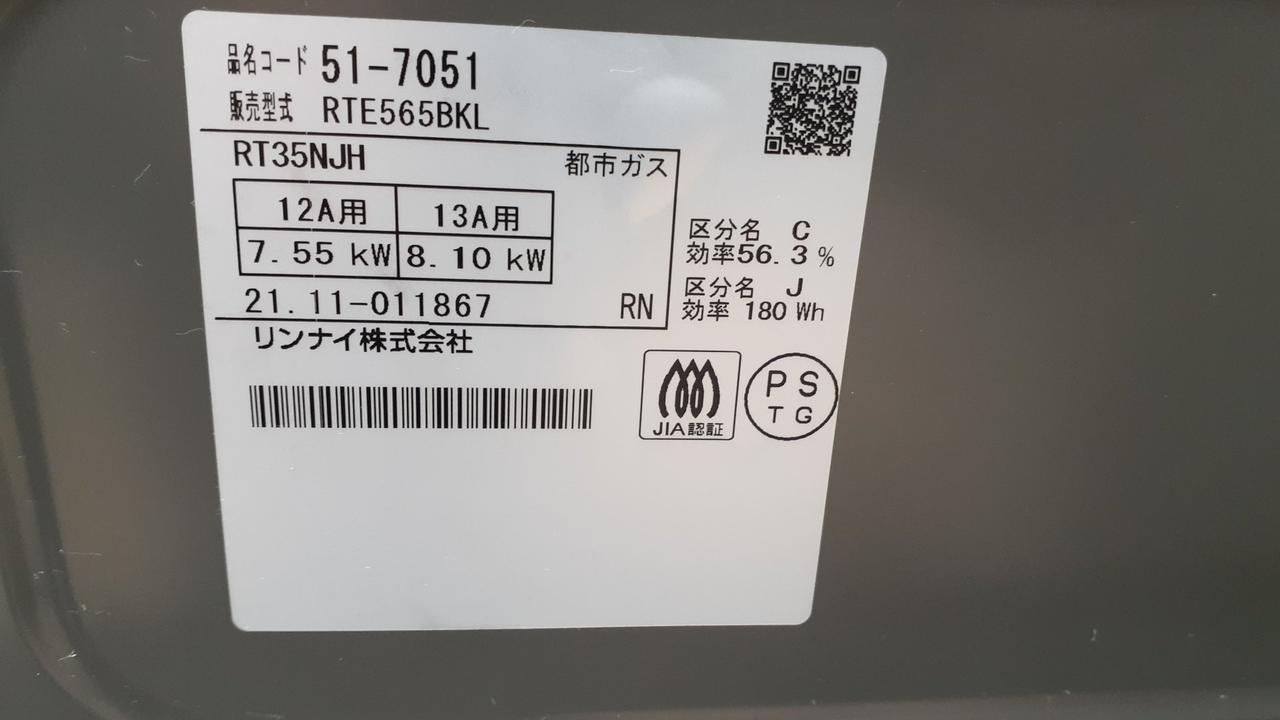 品名コード 51-7051
販売型式 RTE565BKL
RT35NJH 都市ガス
12A用 13A用
7.55 kW 8.10 kW
21.11-011867 RN
リンナイ株式会社
区分名 C
効率56.3 %
区分名 J
効率 180 Wh
JIA認証
PS
TG